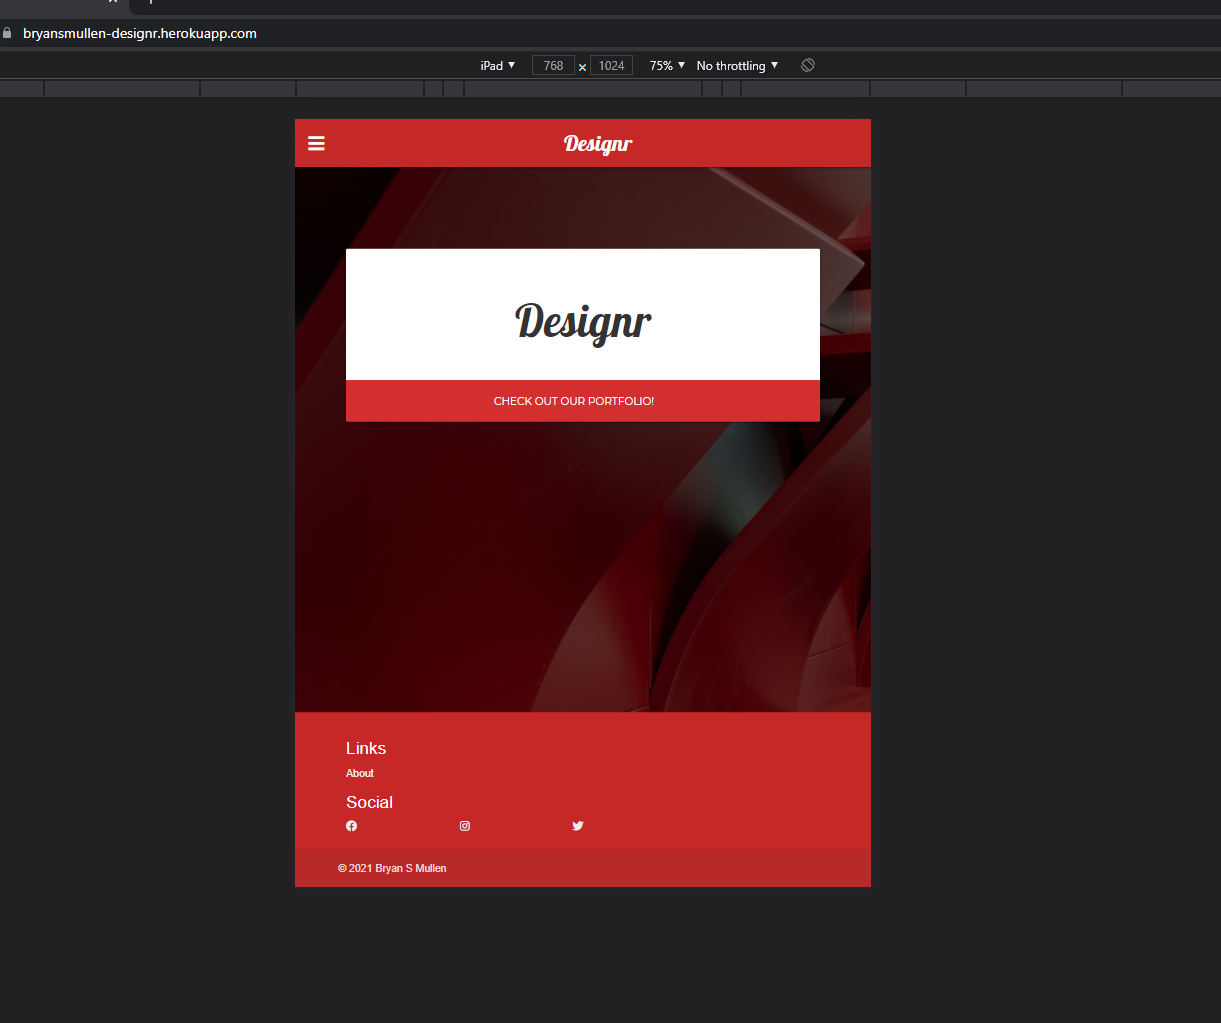 bryansmullen-designr.herokuapp.com
iPad ▼ 768 × 1024 75% ▼ No throttling ▼
Designr
Designr
CHECK OUT OUR PORTFOLIO!
Links
About
Social
© 2021 Bryan S Mullen